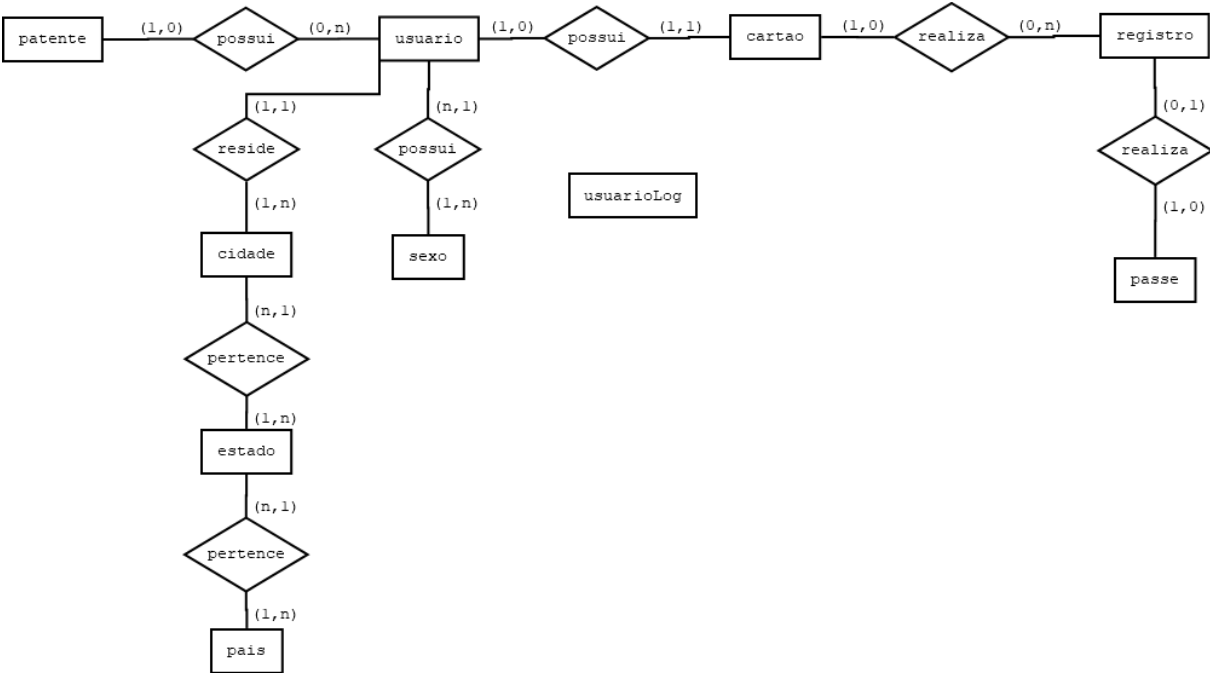 patente (1,0) possui (0,n) usuario (1,0) possui (1,1) cartao (1,0) realiza (0,n) registro
(1,1) (n,1) (0,1)
reside possui realiza
usuarioLog
(1,n) (1,n) (1,0)
cidade sexo passe
(n,1)
pertence
(1,n)
estado
(n,1)
pertence
(1,n)
pais